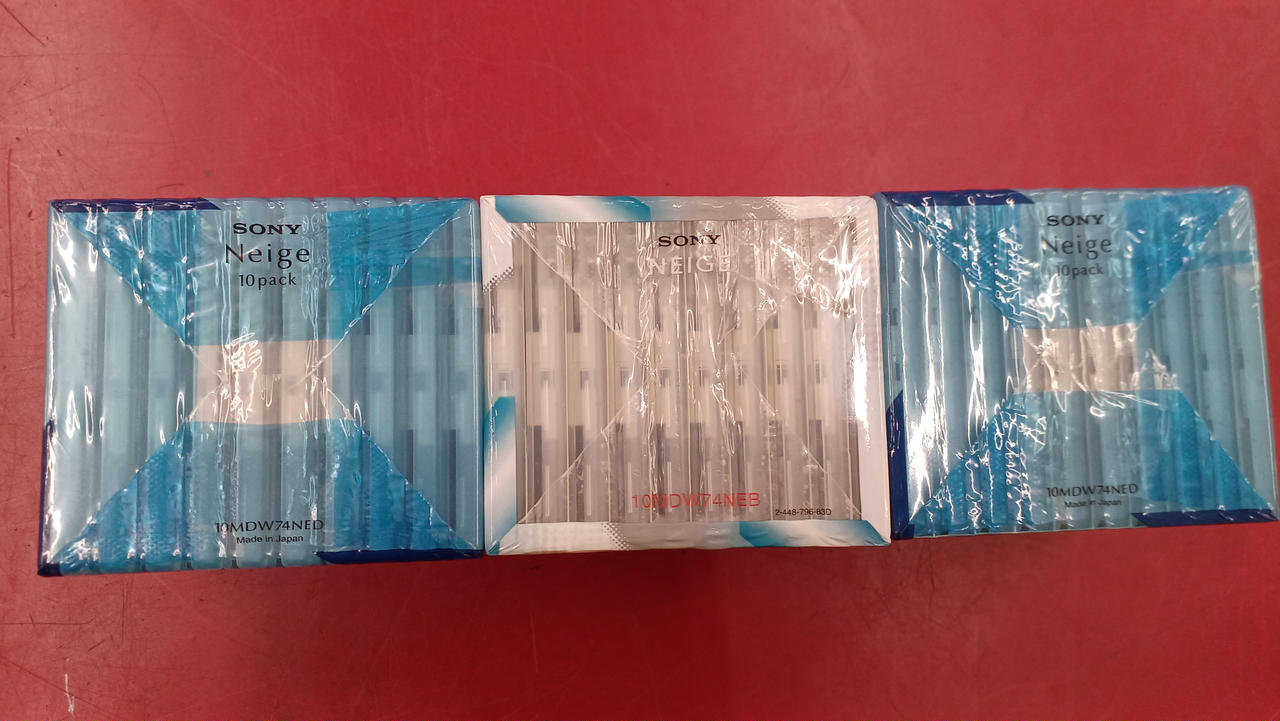 SONY
Neige
10pack
10MDW74NED
Made in Japan
SONY
NEIGE
10MDW74NEB
2-448-796-83D
SONY
Neige
10pack
10MDW74NED
Made in Japan